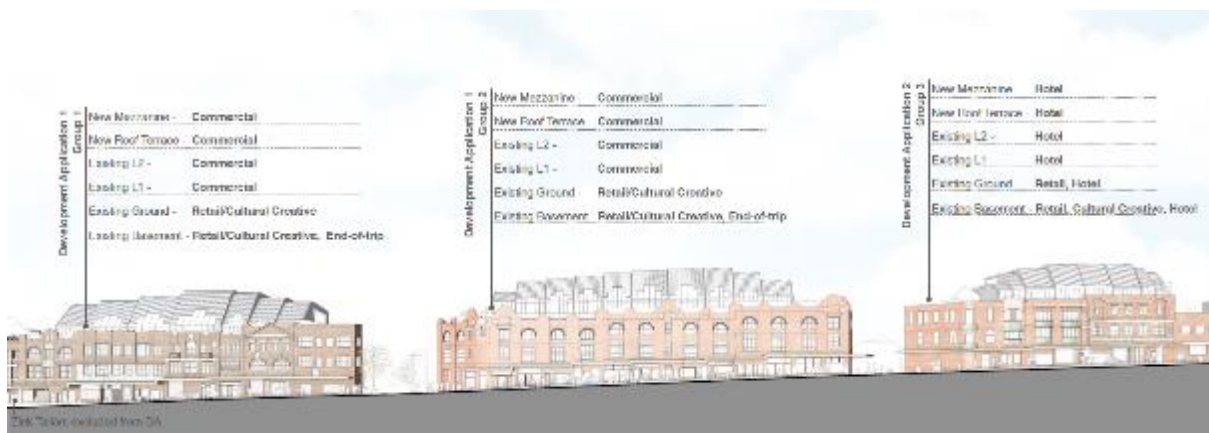 Development Application 1
Group 1
New Mezzanine - Commercial
New Roof Terrace - Commercial
Existing L2 - Commercial
Existing L1 - Commercial
Existing Ground - Retail/Cultural Creative
Existing Basement - Retail/Cultural Creative, End-of-trip
Development Application 1
Group 2
New Mezzanine Commercial
New Roof Terrace Commercial
Existing L2 - Commercial
Existing L1 - Commercial
Existing Ground - Retail/Cultural Creative
Existing Basement Retail/Cultural Creative, End-of-trip
Development Application 2
Group 3
New Mezzanine Hotel
New Roof Terrace - Hotel
Existing L2 - Hotel
Existing L1 Hotel
Existing Ground Retail, Hotel
Existing Basement - Retail, Cultural Creative, Hotel
excluded from DA